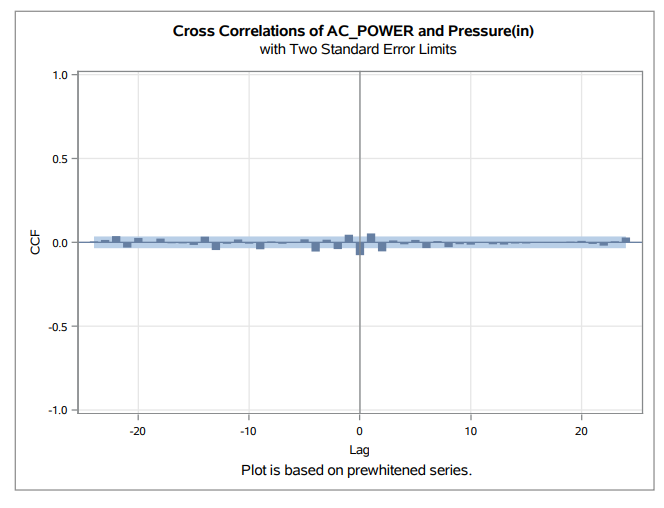 Cross Correlations of AC_POWER and Pressure(in)
with Two Standard Error Limits
1.0
0.5
0.0
-0.5
-1.0
CCF
-20
-10
0
10
20
Lag
Plot is based on prewhitened series.